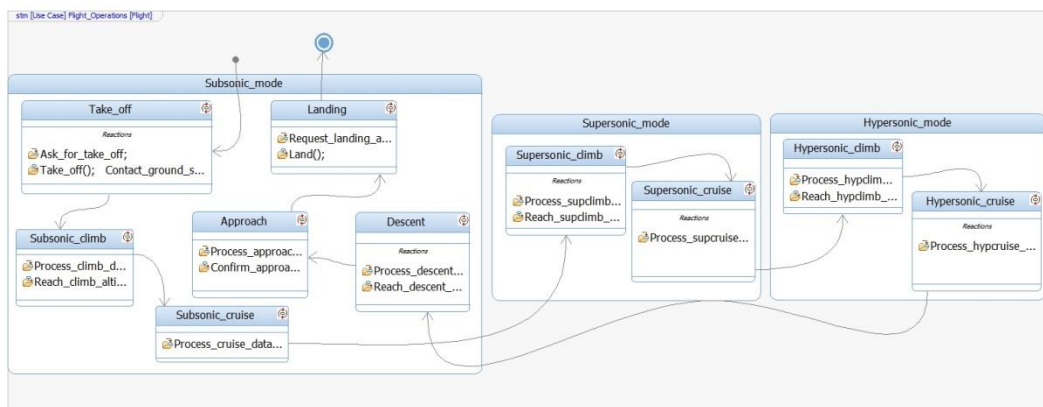 stm [Use Case] Flight_Operations [Flight]
Subsonic_mode
Take_off
Reactions
Ask_for_take_off;
Take_off(); Contact_ground_s...
Landing
Request_landing_a...
Land();
Subsonic_climb
Process_climb_d...
Reach_climb_alti...
Approach
Process_approac...
Confirm_approa...
Descent
Reactions
Process_descent...
Reach_descent_...
Subsonic_cruise
Process_cruise_data...
Supersonic_mode
Supersonic_climb
Reactions
Process_supclimb...
Reach_supclimb_...
Supersonic_cruise
Reactions
Process_supcruise...
Hypersonic_mode
Hypersonic_climb
Process_hypclim...
Reach_hypclimb_...
Hypersonic_cruise
Reactions
Process_hypcruise_...